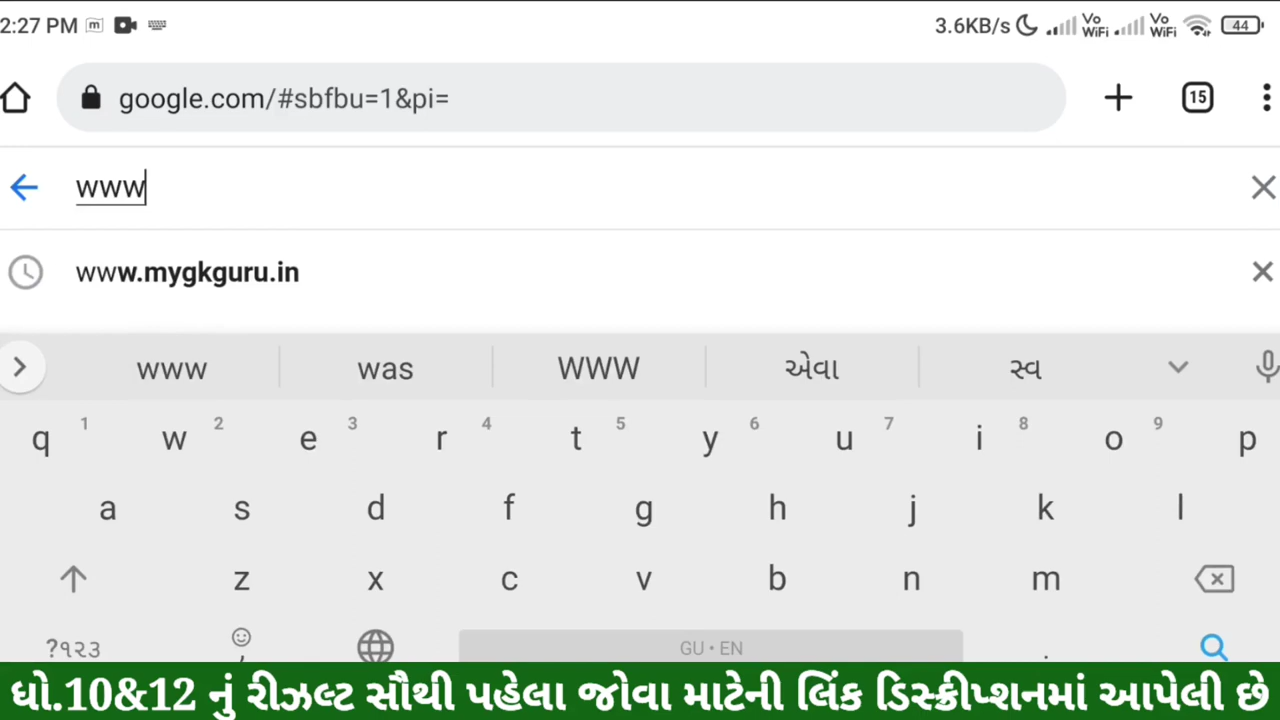 2:27 PM m 3.6KB/s Vo WiFi Vo WiFi 44
google.com/#sbfbu=1&pi= 15
www
www.mygkguru.in
www was WWW એવા સ્વ
q 1 w 2 e 3 r 4 t 5 y 6 u 7 i 8 o 9 p
a s d f g h j k l
z x c v b n m
?૧૨૩ , GU • EN .
ધો.10&12 નું રીઝલ્ટ સૌથી પહેલા જોવા માટેની લિંક ડિસ્ક્રીપ્શનમાં આપેલી છે